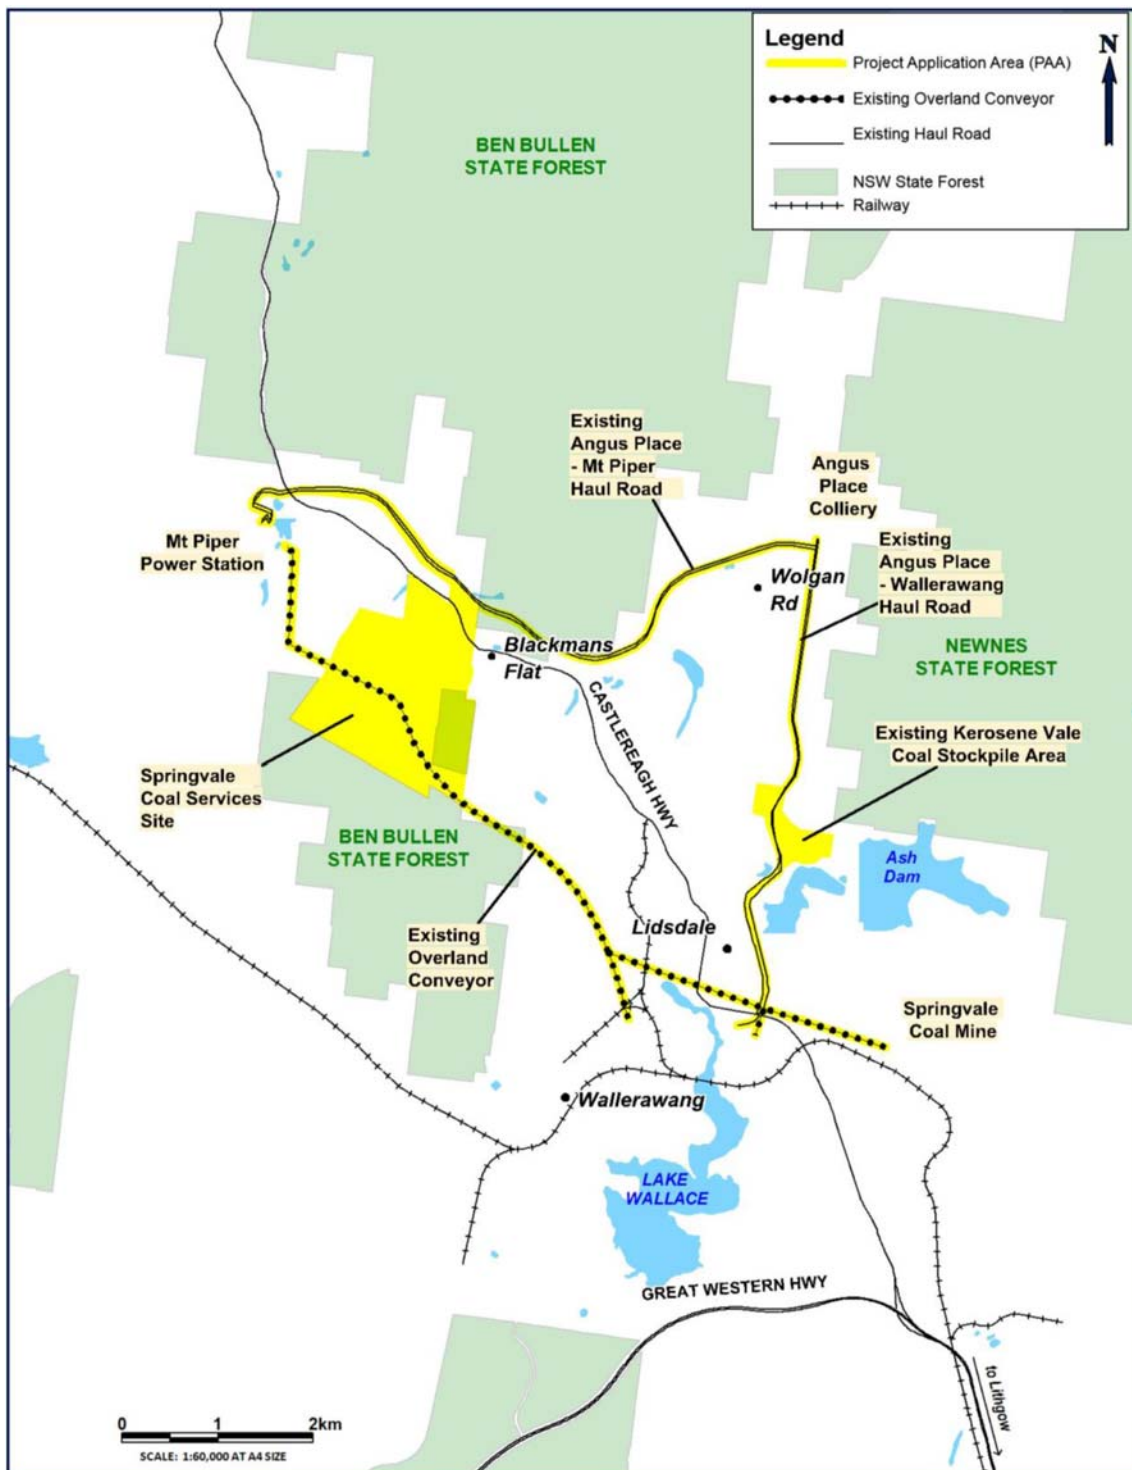 Legend
N
Project Application Area (PAA)
Existing Overland Conveyor
Existing Haul Road
NSW State Forest
Railway
BEN BULLEN
STATE FOREST
Existing
Angus Place
- Mt Piper
Haul Road
Angus
Place
Colliery
Mt Piper
Power Station
Existing
Angus Place
- Wallerawang
Haul Road
Wolgan
Rd
Blackmans
Flat
NEWNES
STATE FOREST
CASTLEREAGH HWY
Existing Kerosene Vale
Coal Stockpile Area
Springvale
Coal Services
Site
BEN BULLEN
STATE FOREST
Ash
Dam
Lidsdale
Existing
Overland
Conveyor
Springvale
Coal Mine
Wallerawang
LAKE
WALLACE
GREAT WESTERN HWY
to Lithgow
0 1 2km
SCALE: 1:60,000 AT A4 SIZE